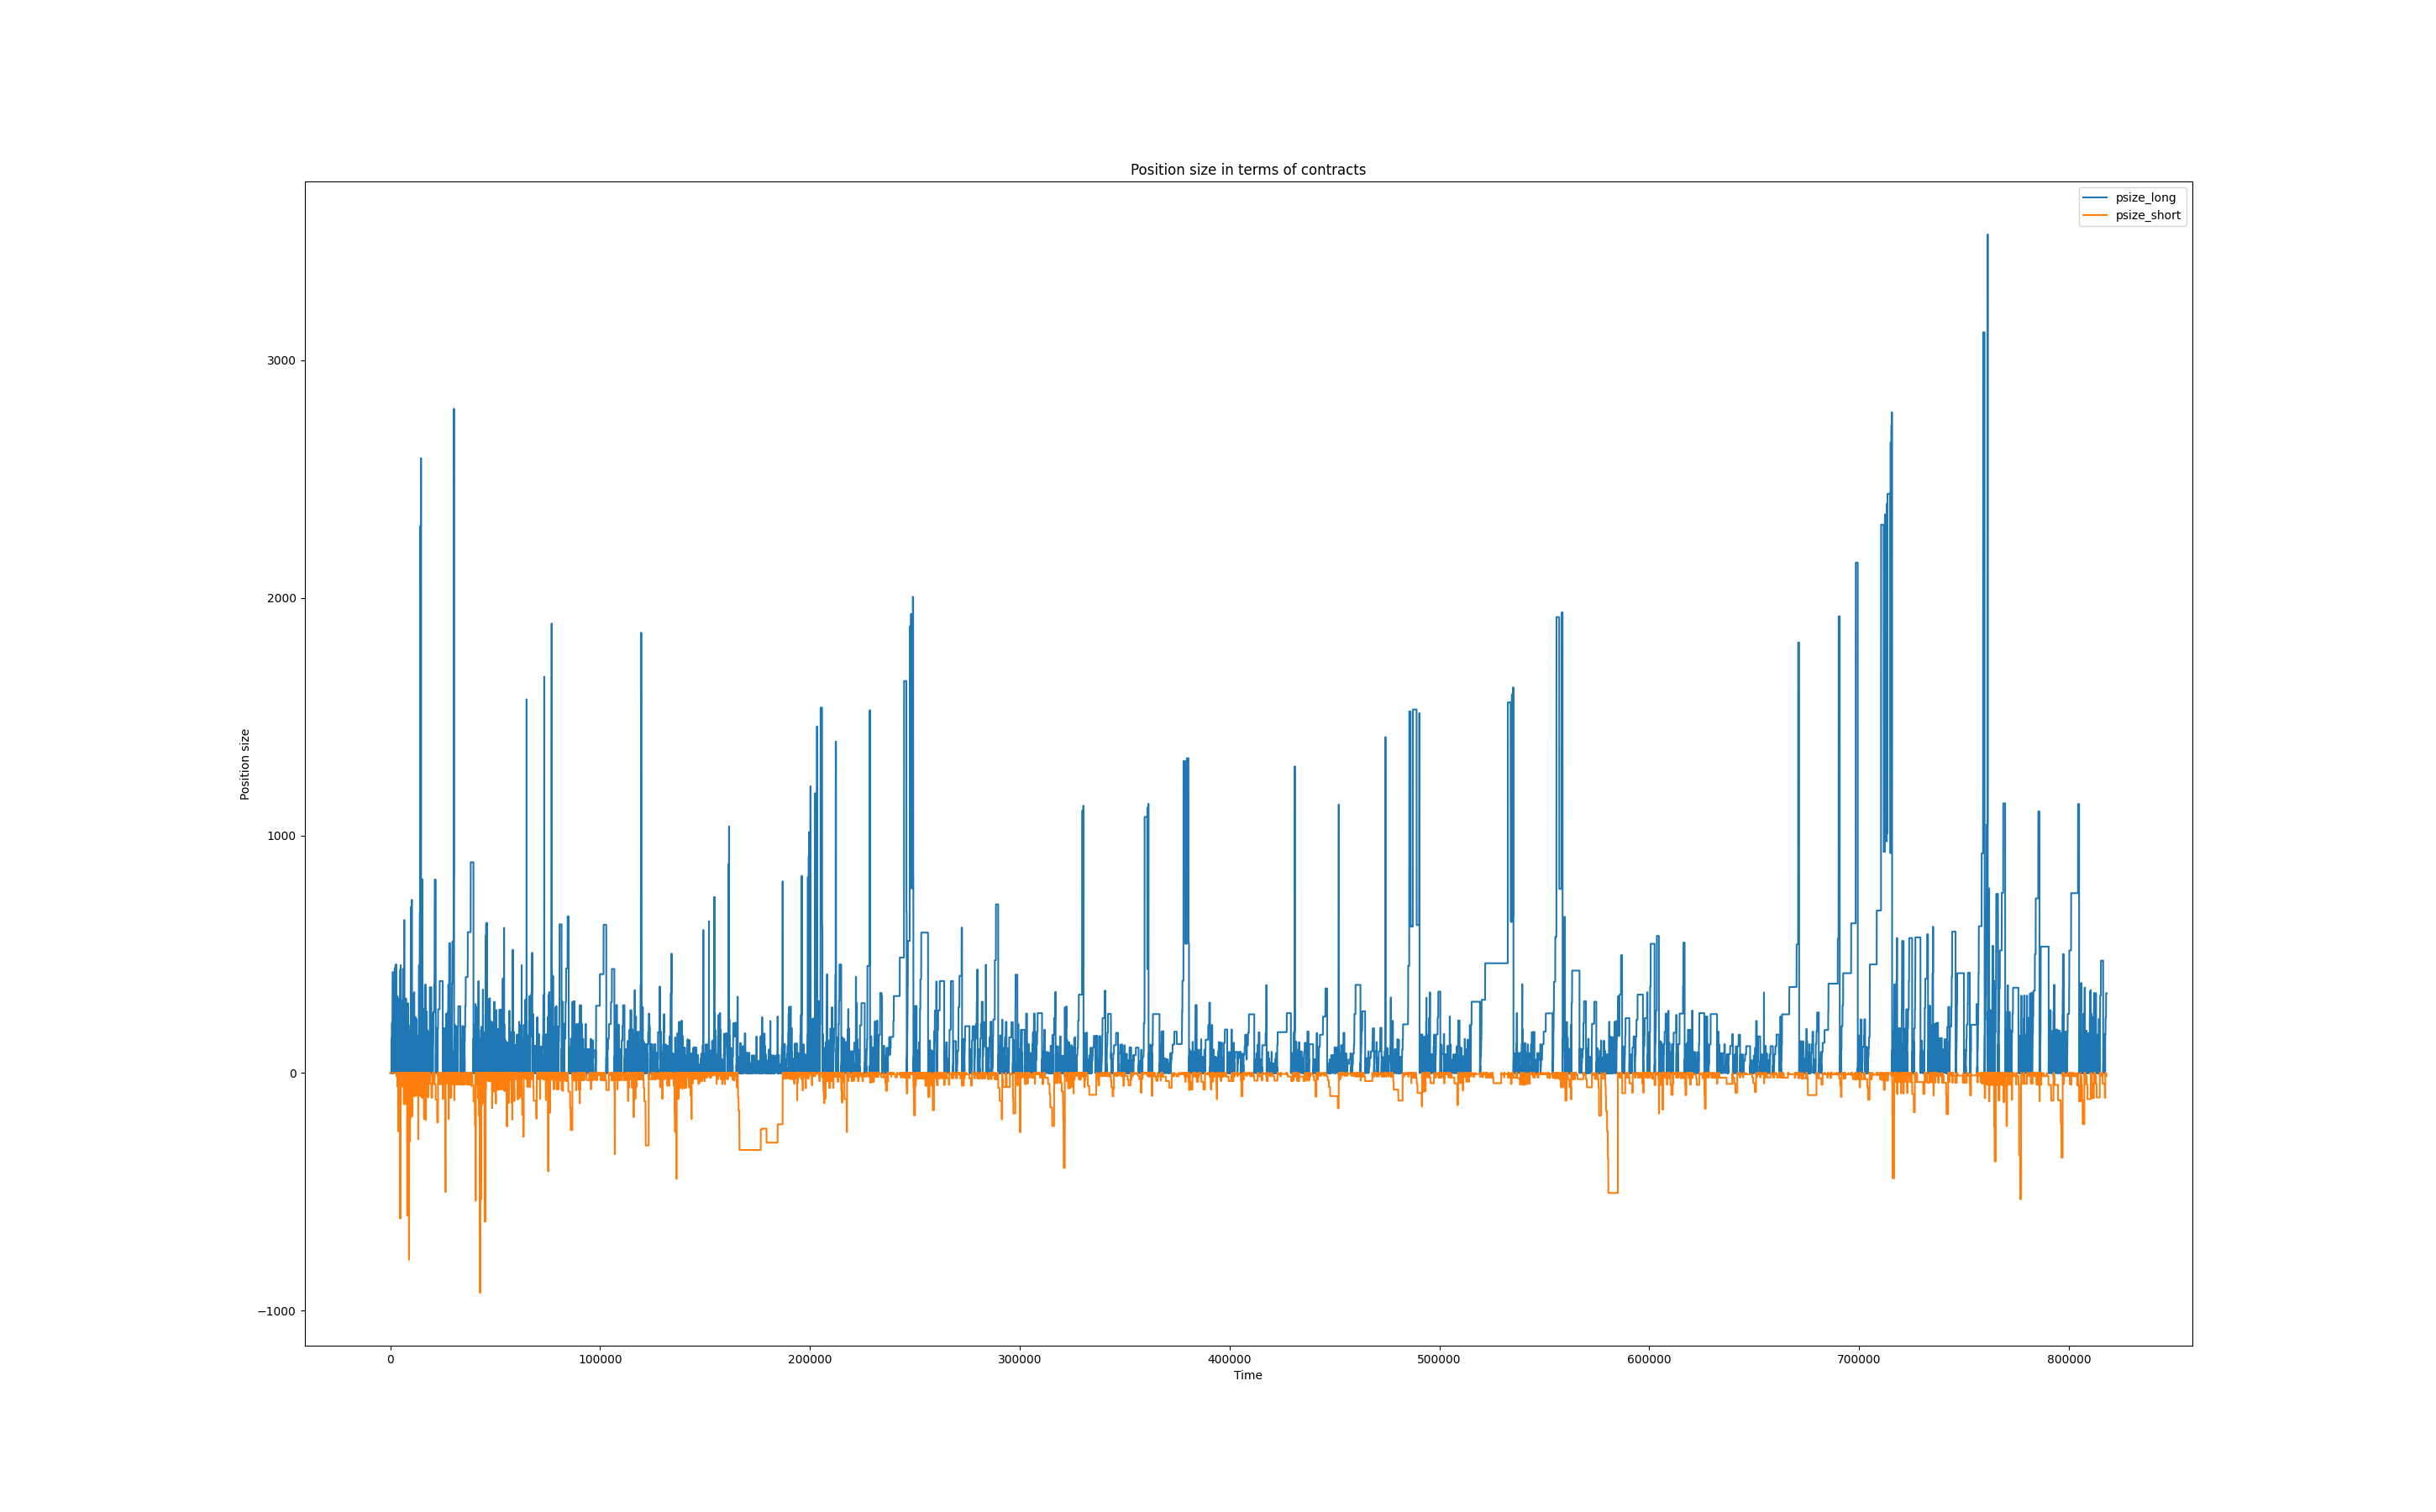 Position size in terms of contracts
psize_long
psize_short
Position size
3000
2000
1000
0
−1000
0
100000
200000
300000
400000
500000
600000
700000
800000
Time